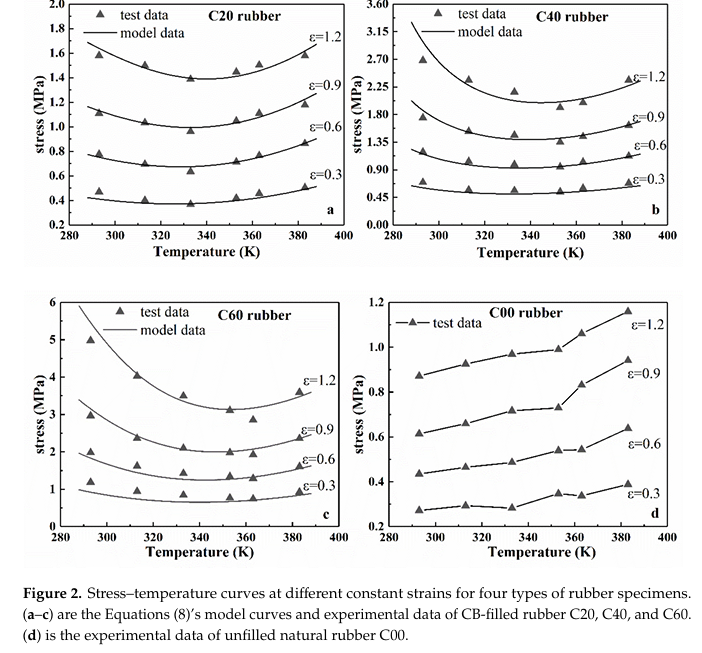 2.0
1.8
1.6
1.4
1.2
1.0
0.8
0.6
0.4
0.2
stress (MPa)
test data
model data
C20 rubber
ε=1.2
ε=0.9
ε=0.6
ε=0.3
a
280 300 320 340 360 380 400
Temperature (K)
3.60
3.15
2.70
2.25
1.80
1.35
0.90
0.45
0.00
stress (MPa)
test data
model data
C40 rubber
ε=1.2
ε=0.9
ε=0.6
ε=0.3
b
280 300 320 340 360 380 400
Temperature (K)
6
5
4
3
2
1
0
stress (MPa)
test data
model data
C60 rubber
ε=1.2
ε=0.9
ε=0.6
ε=0.3
c
280 300 320 340 360 380 400
Temperature (K)
1.2
1.0
0.8
0.6
0.4
0.2
stress (MPa)
test data
C00 rubber
ε=1.2
ε=0.9
ε=0.6
ε=0.3
d
280 300 320 340 360 380 400
Temperature (K)
Figure 2. Stress–temperature curves at different constant strains for four types of rubber specimens.
(a–c) are the Equations (8)’s model curves and experimental data of CB-filled rubber C20, C40, and C60.
(d) is the experimental data of unfilled natural rubber C00.